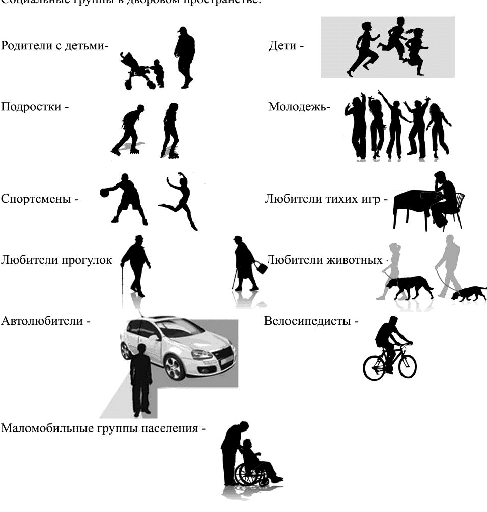 Социальные группы в дворовом пространстве:
Родители с детьми-
Дети -
Подростки -
Молодежь-
Спортсмены -
Любители тихих игр -
Любители прогулок
Любители животных -
Автолюбители -
Велосипедисты -
Маломобильные группы населения -